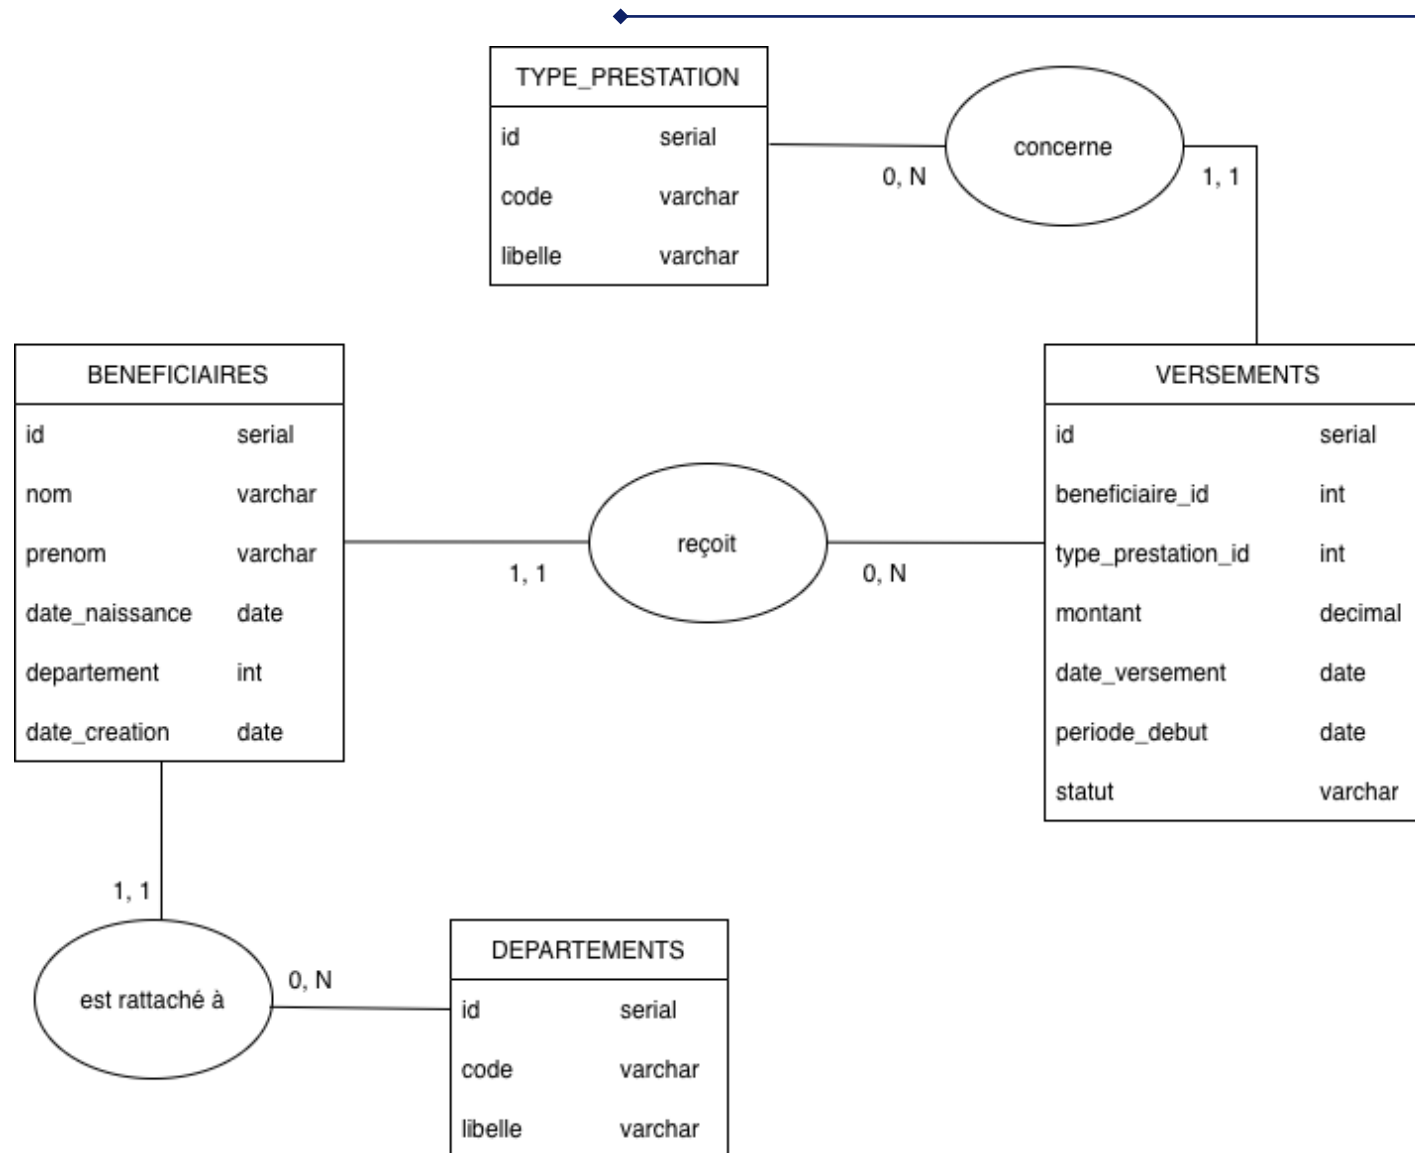 TYPE_PRESTATION
id serial
code varchar
libelle varchar
concerne
0, N
1, 1
BENEFICIAIRES
id serial
nom varchar
prenom varchar
date_naissance date
departement int
date_creation date
reçoit
1, 1
0, N
VERSEMENTS
id serial
beneficiaire_id int
type_prestation_id int
montant decimal
date_versement date
periode_debut date
statut varchar
1, 1
est rattaché à
0, N
DEPARTEMENTS
id serial
code varchar
libelle varchar